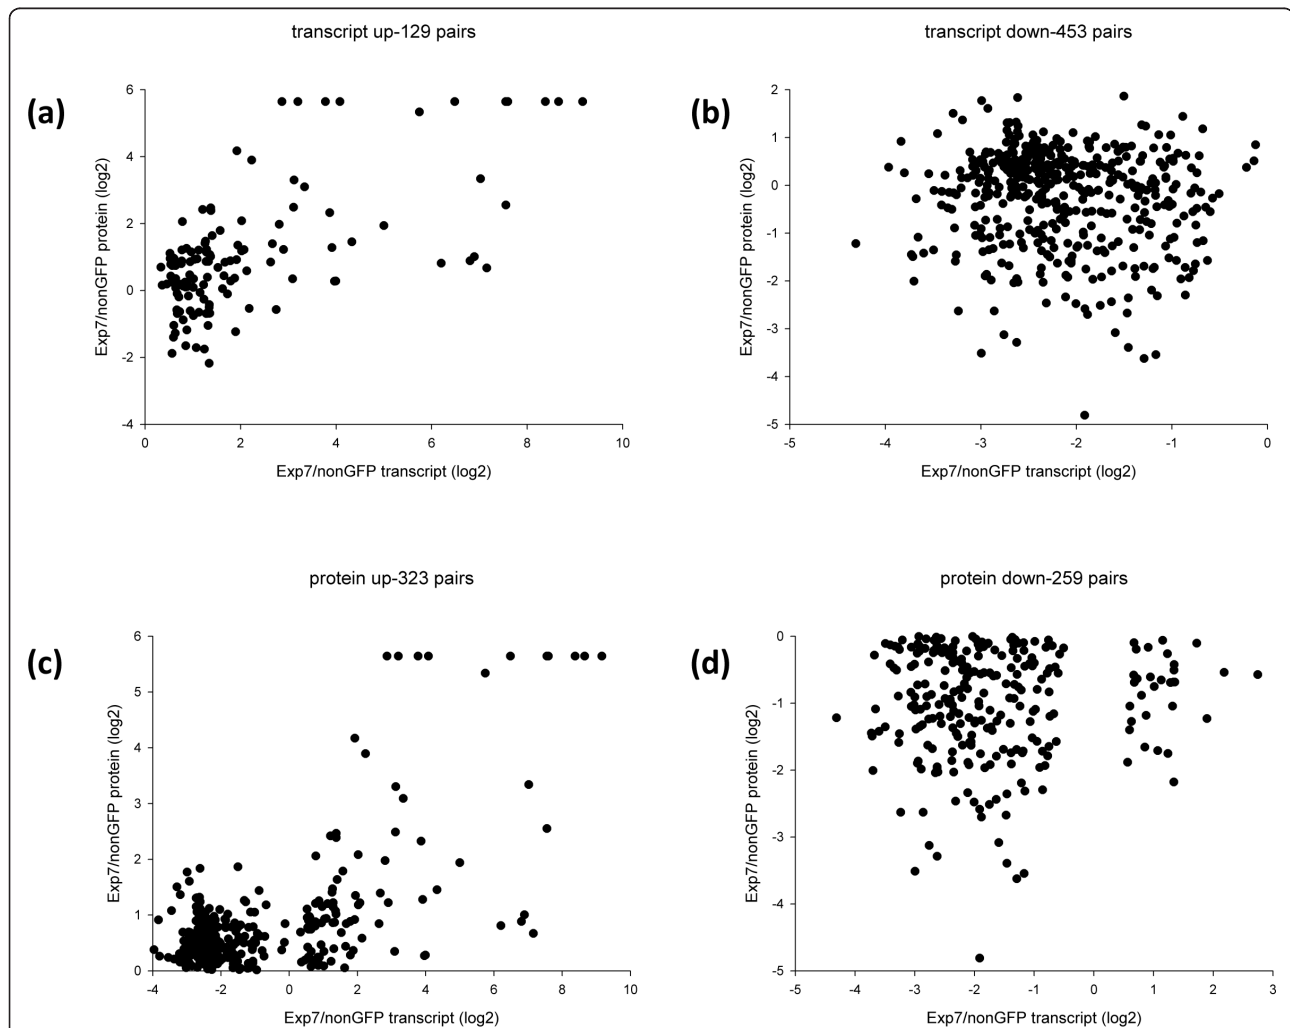 transcript up-129 pairs
(a)
6
4
2
0
-2
-4
Exp7/nonGFP protein (log2)
0 2 4 6 8 10
Exp7/nonGFP transcript (log2)
transcript down-453 pairs
(b)
2
1
0
-1
-2
-3
-4
-5
Exp7/nonGFP protein (log2)
-5 -4 -3 -2 -1 0
Exp7/nonGFP transcript (log2)
protein up-323 pairs
(c)
6
5
4
3
2
1
0
Exp7/nonGFP protein (log2)
-4 -2 0 2 4 6 8 10
Exp7/nonGFP transcript (log2)
protein down-259 pairs
(d)
0
-1
-2
-3
-4
-5
Exp7/nonGFP protein (log2)
-5 -4 -3 -2 -1 0 1 2 3
Exp7/nonGFP transcript (log2)